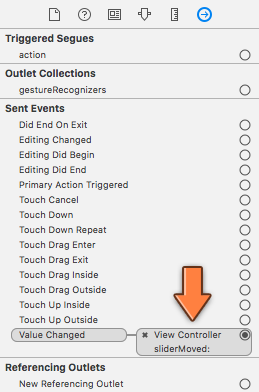 Triggered Segues
action
Outlet Collections
gestureRecognizers
Sent Events
Did End On Exit
Editing Changed
Editing Did Begin
Editing Did End
Primary Action Triggered
Touch Cancel
Touch Down
Touch Down Repeat
Touch Drag Enter
Touch Drag Exit
Touch Drag Inside
Touch Drag Outside
Touch Up Inside
Touch Up Outside
Value Changed ✖ View Controller
sliderMoved:
Referencing Outlets
New Referencing Outlet